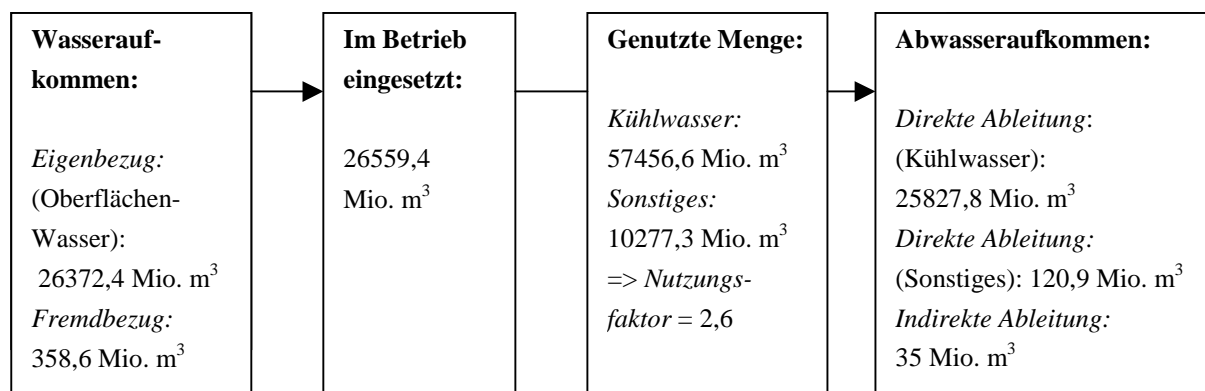 Wasserauf-
kommen:
Eigenbezug:
(Oberflächen-
Wasser):
26372,4 Mio. m³
Fremdbezug:
358,6 Mio. m³
Im Betrieb
eingesetzt:
26559,4
Mio. m³
Genutzte Menge:
Kühlwasser:
57456,6 Mio. m³
Sonstiges:
10277,3 Mio. m³
=> Nutzungs-
faktor = 2,6
Abwasseraufkommen:
Direkte Ableitung:
(Kühlwasser):
25827,8 Mio. m³
Direkte Ableitung:
(Sonstiges): 120,9 Mio. m³
Indirekte Ableitung:
35 Mio. m³